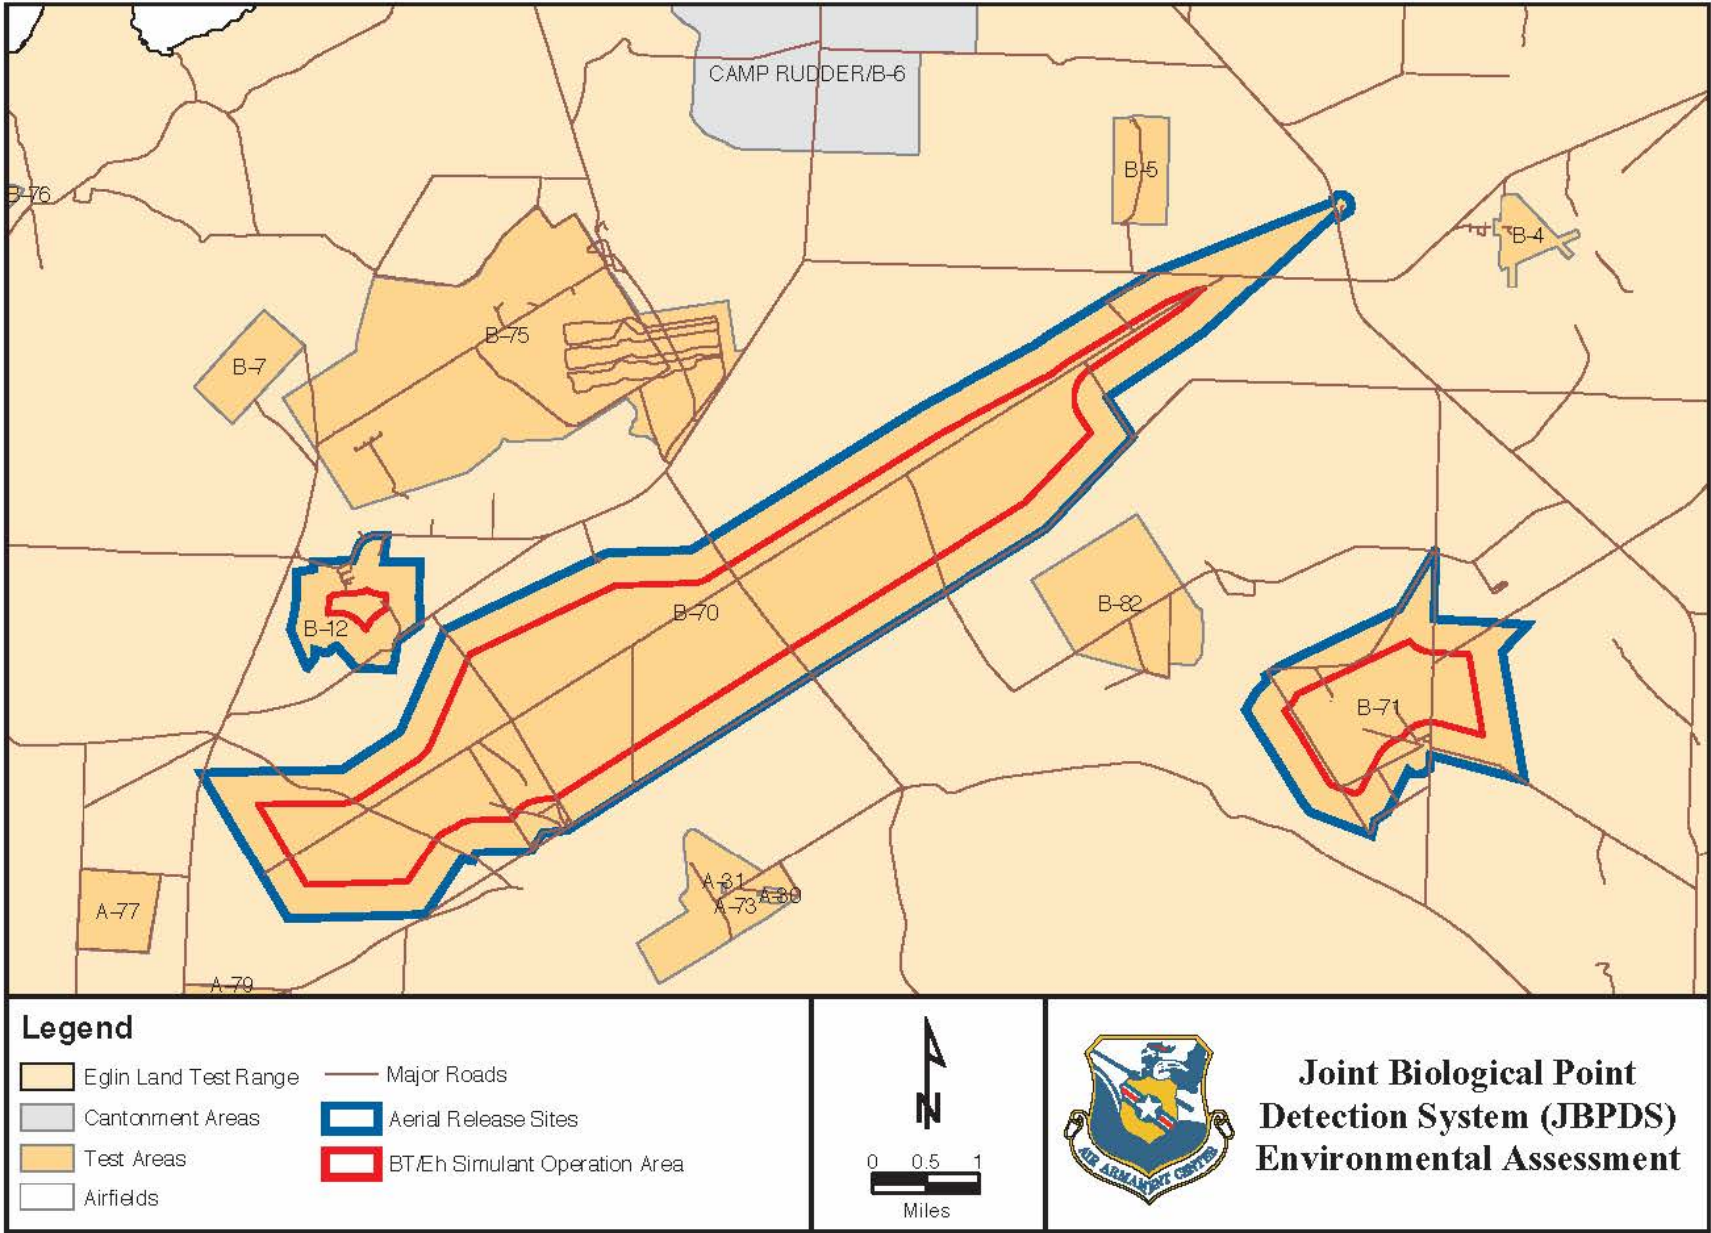 CAMP RUDDER/B-6
B-5
B-76
B-4
B-75
B-7
B-70
B-82
B-12
B-71
A-31
A-30
A-73
A-77
A-79
Legend
Eglin Land Test Range
Cantonment Areas
Test Areas
Airfields
Major Roads
Aerial Release Sites
BT/Eh Simulant Operation Area
N
0 0.5 1
Miles
AIR ARMAMENT CENTER
Joint Biological Point
Detection System (JBPDS)
Environmental Assessment